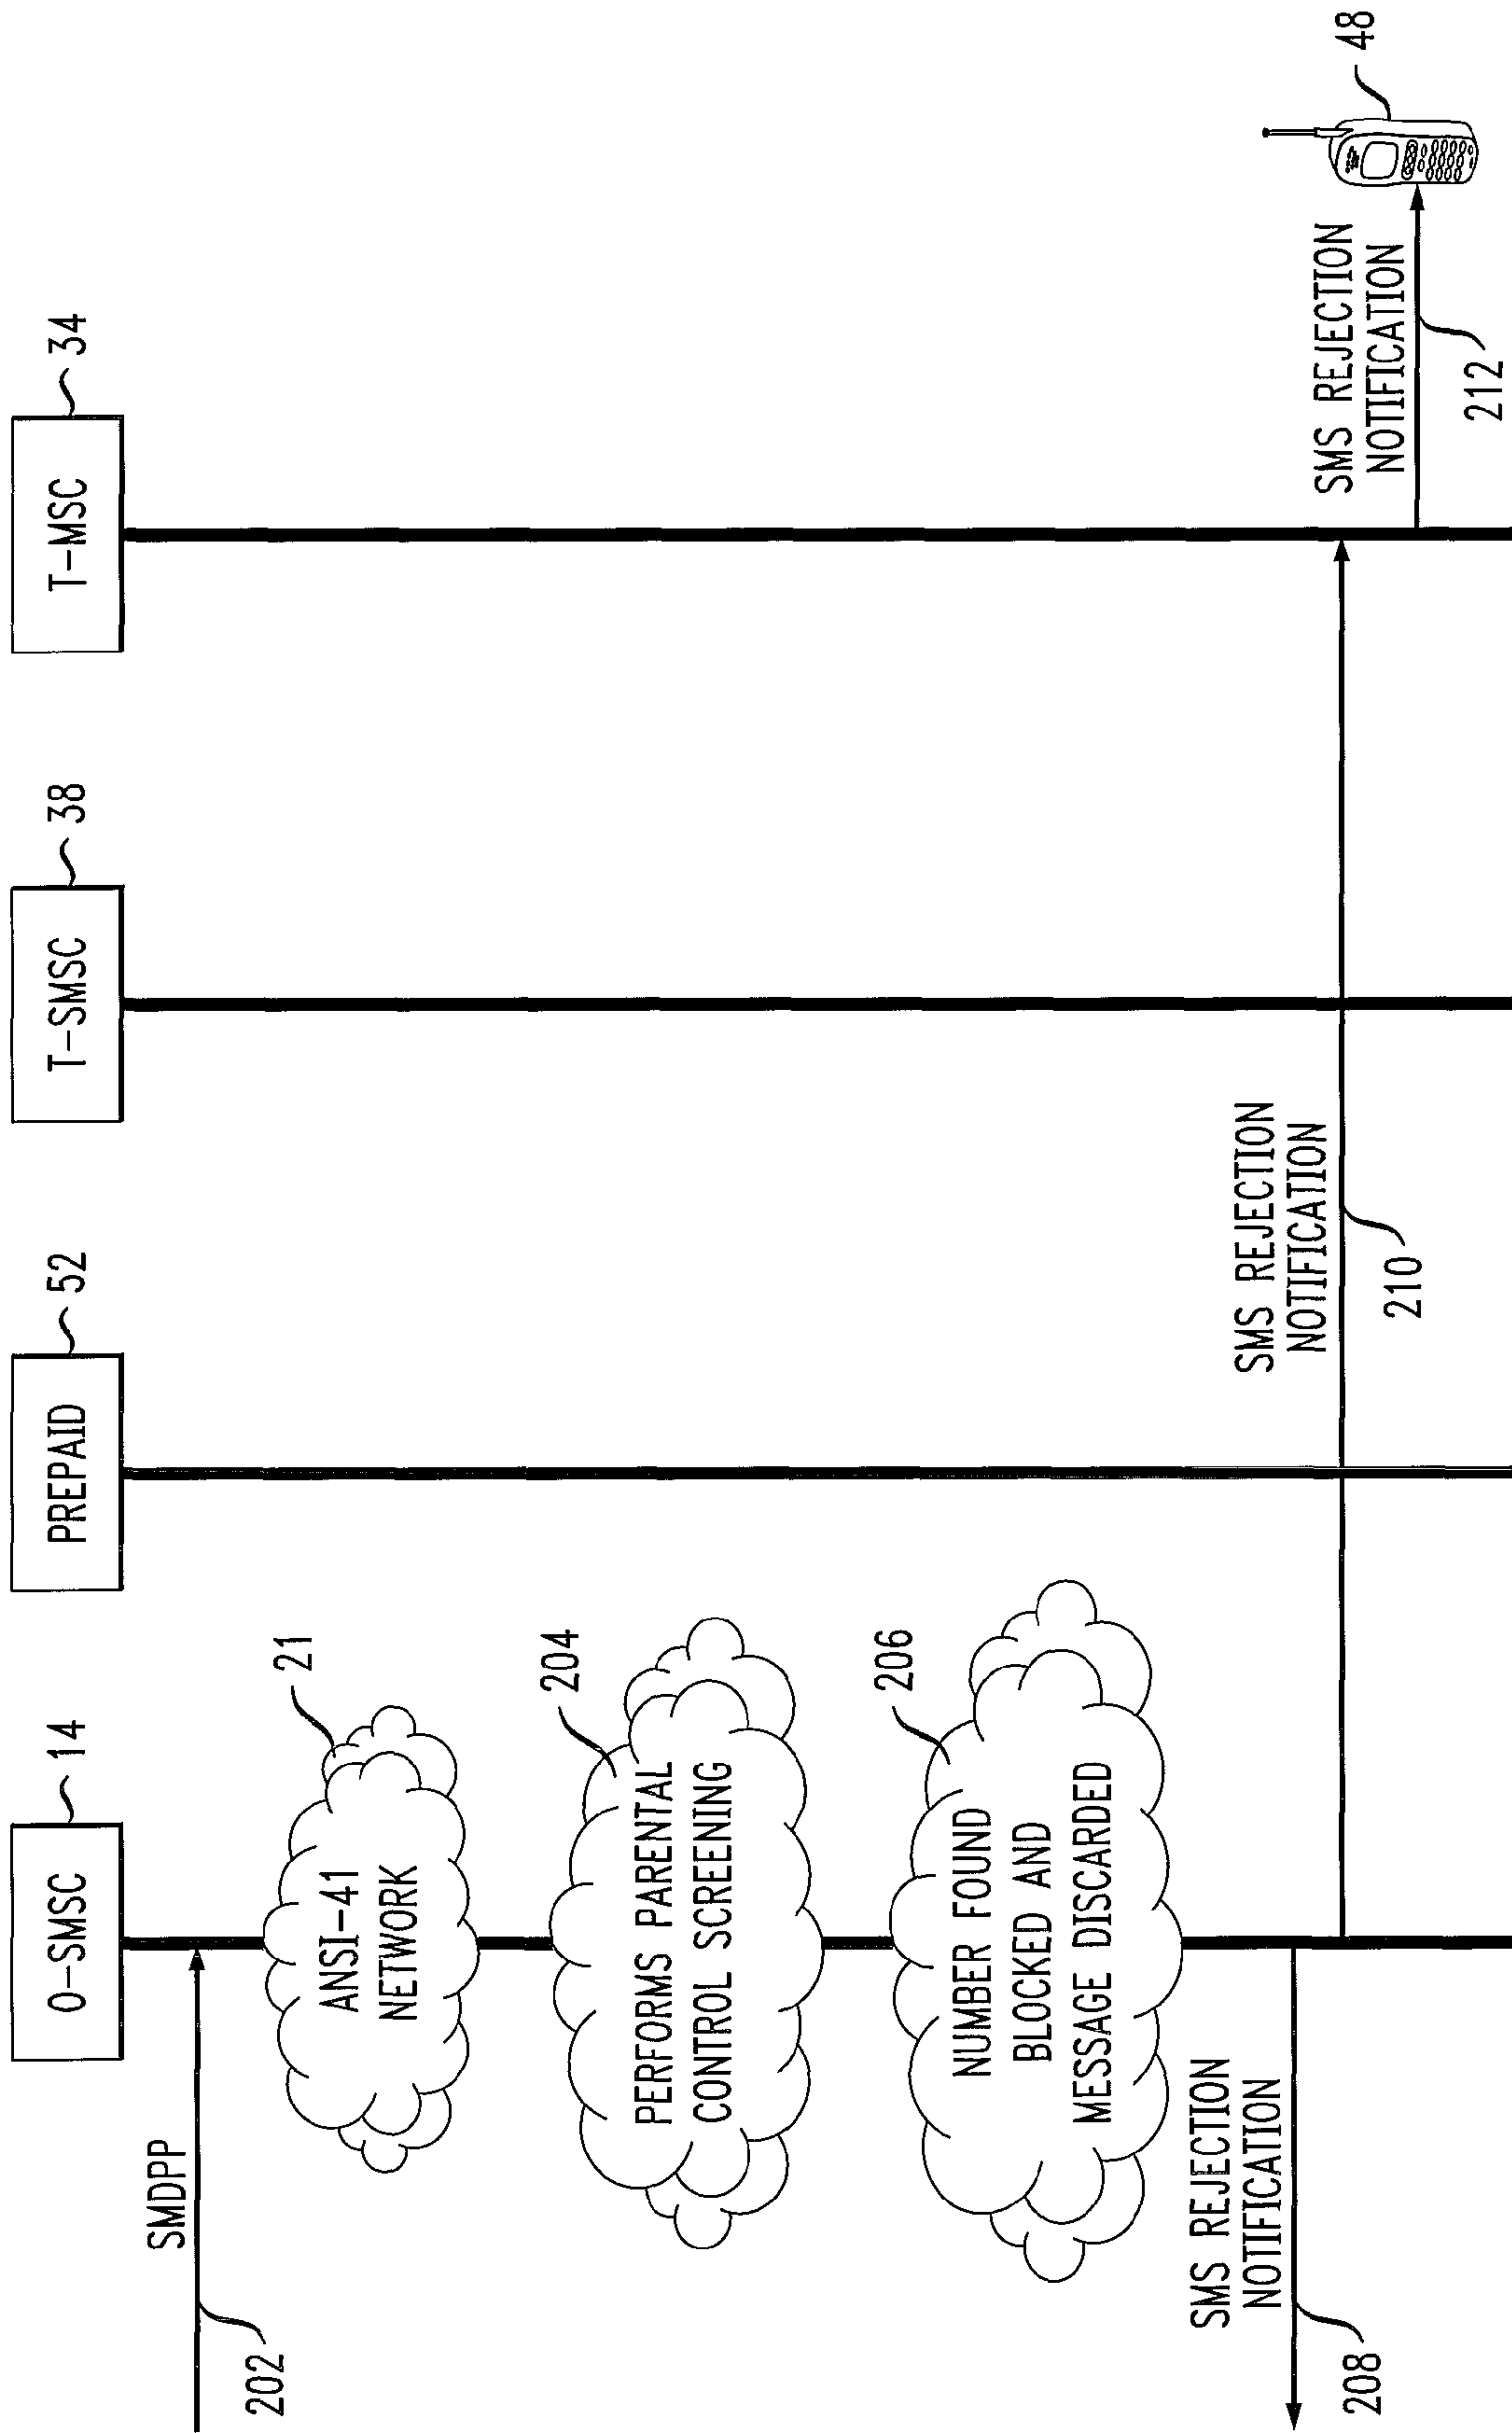 O-SMSC
14
PREPAID
52
T-SMSC
38
T-MSC
34
SMDPP
202
ANSI-41
NETWORK
21
PERFORMS PARENTAL
CONTROL SCREENING
204
NUMBER FOUND
BLOCKED AND
MESSAGE DISCARDED
206
SMS REJECTION
NOTIFICATION
208
SMS REJECTION
NOTIFICATION
210
SMS REJECTION
NOTIFICATION
212
48